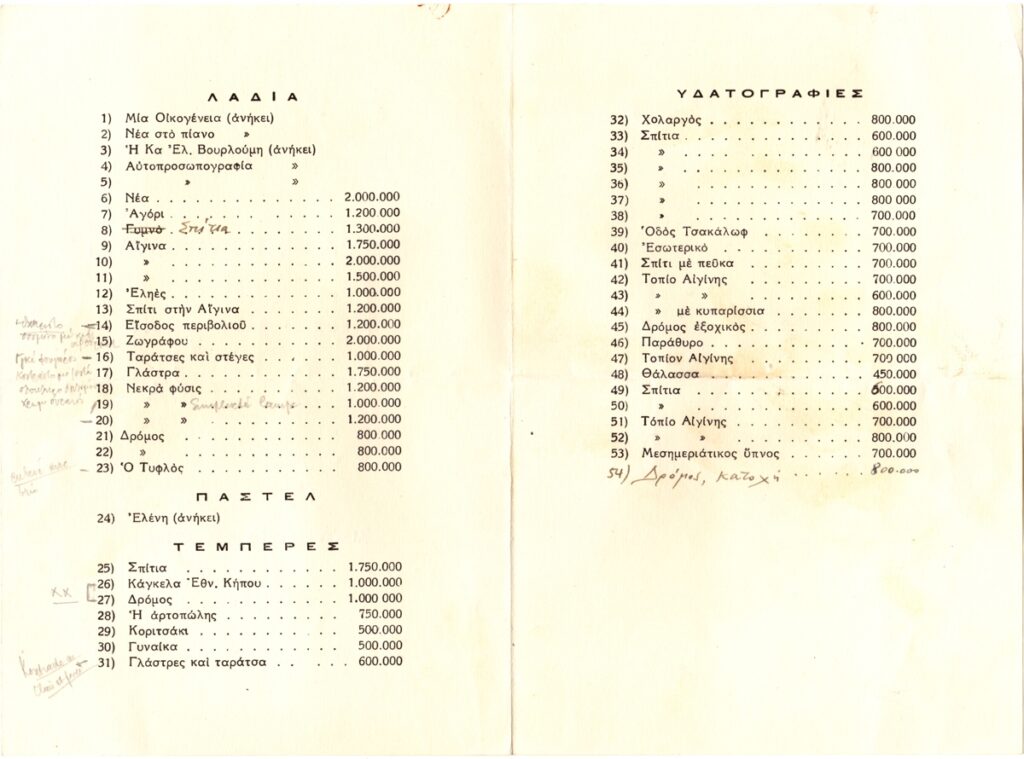 ΛΑΔΙΑ
1) Μία Οἰκογένεια (ἀνήκει)
2) Νέα στὸ πίανο »
3) Ἡ Κα Ἑλ. Βουρλούμη (ἀνήκει)
4) Αὐτοπροσωπογραφία »
5) » »
6) Νέα . . . . . . . . . . . . . 2.000.000
7) Ἀγόρι . . . . . . . . . . . . 1.200 000
8) Γυμνό . Σπίτια . . . . . . . . 1.300.000
9) Αἴγινα . . . . . . . . . . . . 1.750.000
10) » . . . . . . . . . . . . 2.000.000
11) » . . . . . . . . . . . . 1.500.000
12) Ἐληὲς . . . . . . . . . . . . 1.000.000
13) Σπίτι στὴν Αἴγινα . . . . . . . 1.200.000
14) Εἴσοδος περιβολιοῦ . . . . . . 1.200.000
15) Ζωγράφου . . . . . . . . . . 2.000.000
16) Ταράτσες καὶ στέγες . . . . . . 1.000.000
17) Γλάστρα . . . . . . . . . . . 1.750.000
18) Νεκρὰ φύσις . . . . . . . . . 1.200.000
19) » » . . . 1.000.000
20) » » . . . . . . . . . 1.200.000
21) Δρόμος . . . . . . . . . . . 800.000
22) » . . . . . . . . . . . 800.000
23) Ὁ Τυφλὸς . . . . . . . . . . 800.000
ΠΑΣΤΕΛ
24) Ἑλένη (ἀνήκει)
ΤΕΜΠΕΡΕΣ
25) Σπίτια . . . . . . . . . . . 1.750.000
xx 26) Κάγκελα Ἐθν. Κήπου . . . . . . 1.000.000
27) Δρόμος . . . . . . . . . . . 1.000 000
28) Ἡ ἀρτοπώλης . . . . . . . . . 750.000
29) Κοριτσάκι . . . . . . . . . . 500.000
30) Γυναίκα . . . . . . . . . . . 500.000
31) Γλάστρες καὶ ταράτσα . . . . . 600.000
ΥΔΑΤΟΓΡΑΦΙΕΣ
32) Χολαργὸς . . . . . . . . . . . 800.000
33) Σπίτια . . . . . . . . . . . . 600.000
34) » . . . . . . . . . . . 600 000
35) » . . . . . . . . . . . 800.000
36) » . . . . . . . . . . . 800 000
37) » . . . . . . . . . . . 800.000
38) » . . . . . . . . . . . 700.000
39) Ὁδὸς Τσακάλωφ . . . . . . . . 700.000
40) Ἐσωτερικό . . . . . . . . . . 700.000
41) Σπίτι μὲ πεῦκα . . . . . . . . 700.000
42) Τοπίο Αἰγίνης . . . . . . . . 700.000
43) » » . . . . . . . . . 600.000
44) » μὲ κυπαρίσσια . . . . . . 800.000
45) Δρόμος ἐξοχικὸς . . . . . . . . 800.000
46) Παράθυρο . . . . . . . . . . 700.000
47) Τοπίον Αἰγίνης . . . . . . . . 700 000
48) Θάλασσα . . . . . . . . . . . 450.000
49) Σπίτια . . . . . . . . . . . 600.000
50) » . . . . . . . . . . . 600.000
51) Τόπίο Αἰγίνης . . . . . . . . 700.000
52) » » . . . . . . . . . 800.000
53) Μεσημεριάτικος ὕπνος . . . . . . 700.000
54) Δρόμος, κατοχή . . . . . 800.000